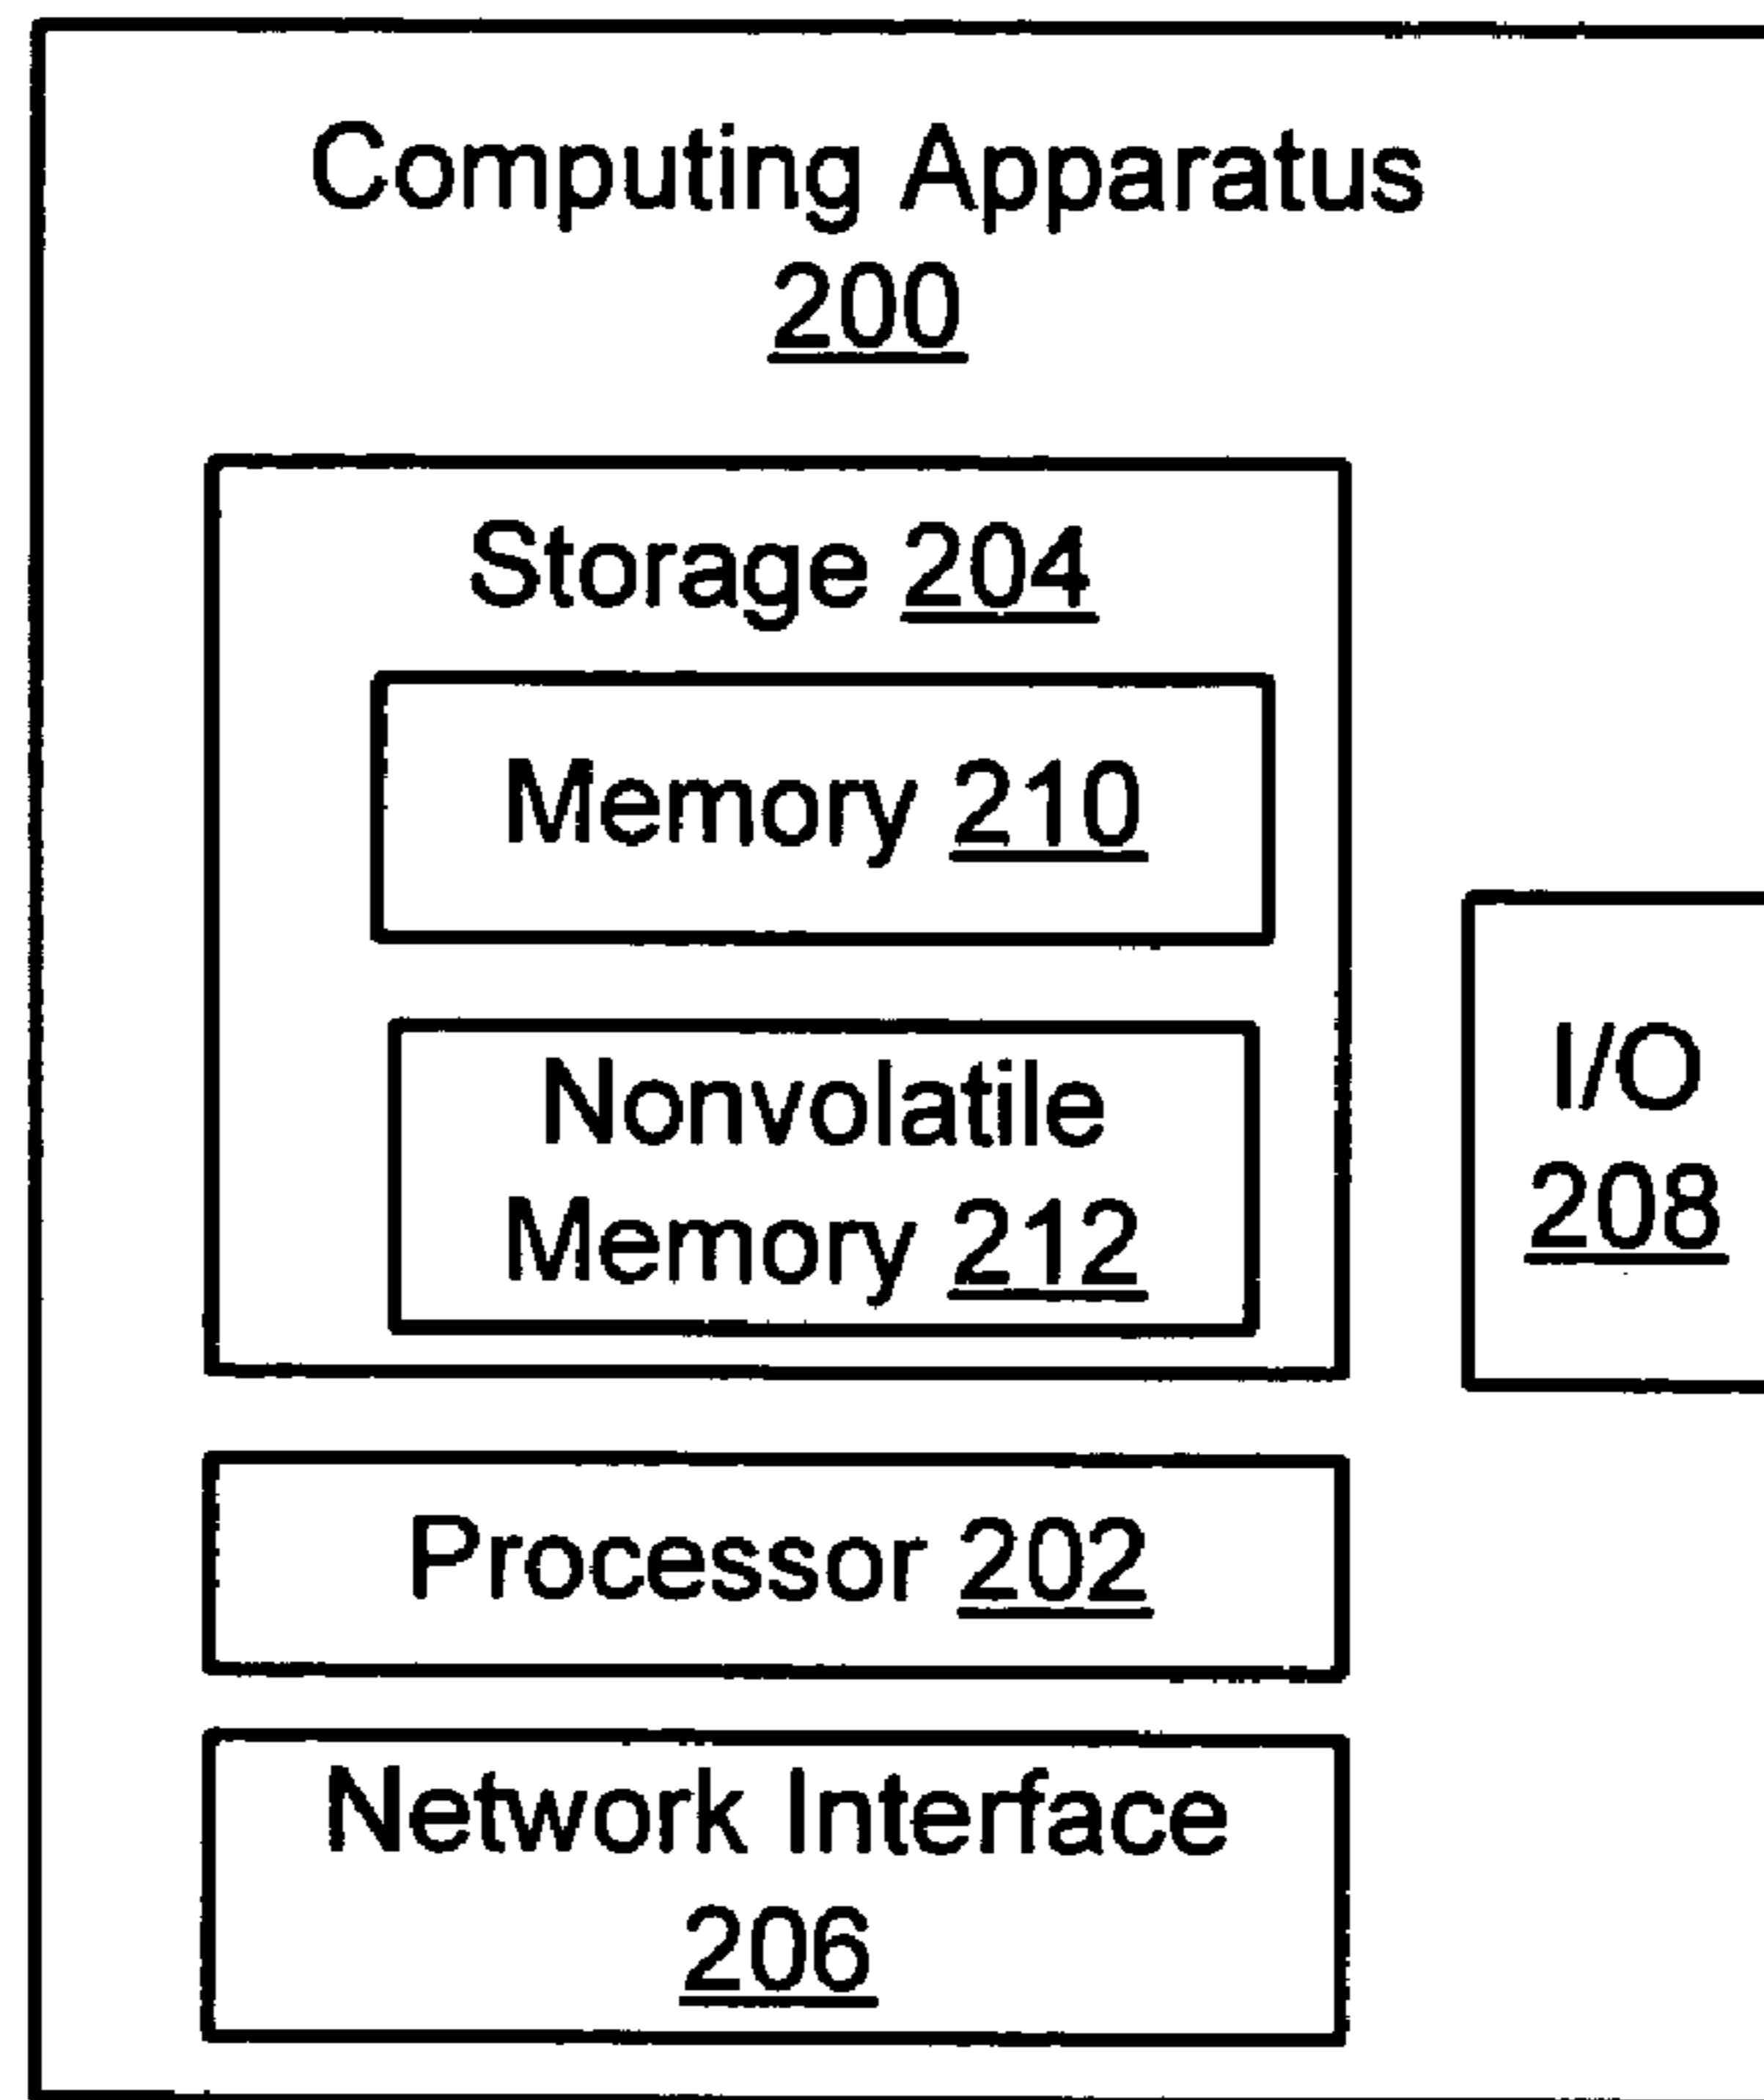 Computing Apparatus
200
Storage 204
Memory 210
Nonvolatile
Memory 212
I/O
208
Processor 202
Network Interface
206